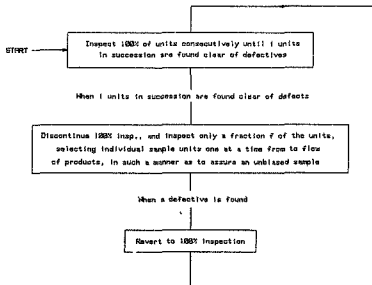 START
Inspect 100% of units consecutively until i units
in succession are found clear of defectives
When i units in succession are found clear of defects
Discontinue 100% insp., and inspect only a fraction f of the units,
selecting individual sample units one at a time from to flow
of products, in such a manner as to assure an unbiased sample
When a defective is found
Revert to 100% inspection